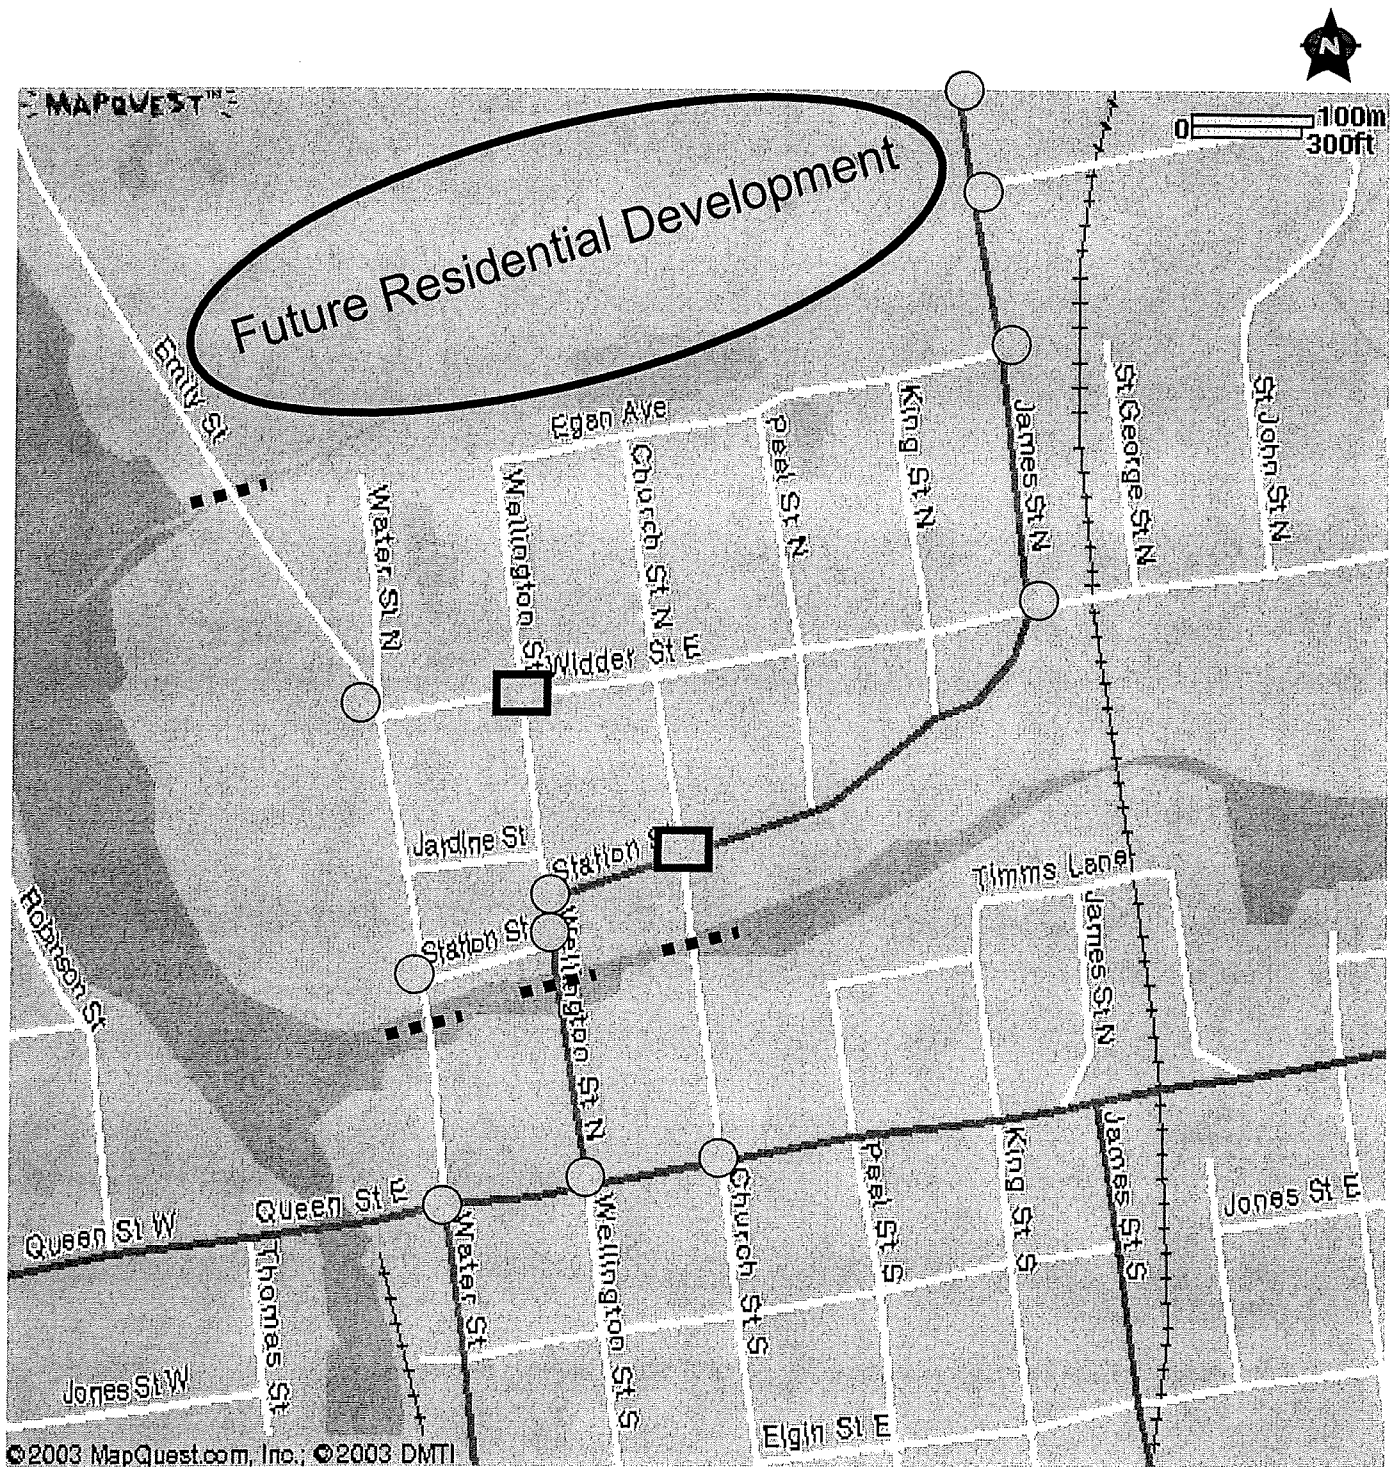 N
MAPQUEST™
0 100m
300ft
Future Residential Development
Emily St
Egan Ave
Water St N
Wellington St
Church St N
Peel St N
King St N
James St N
St George St N
St John St N
Widder St E
Jardine St
Station St
Station St
Wellington St N
Timms Lane
James St N
Robinson St
Queen St W
Queen St E
Thomas St
Water St
Wellington St S
Church St S
Peel St S
King St S
James St S
Jones St E
Jones St W
Elgin St E
©2003 MapQuest.com, Inc.; ©2003 DMTI